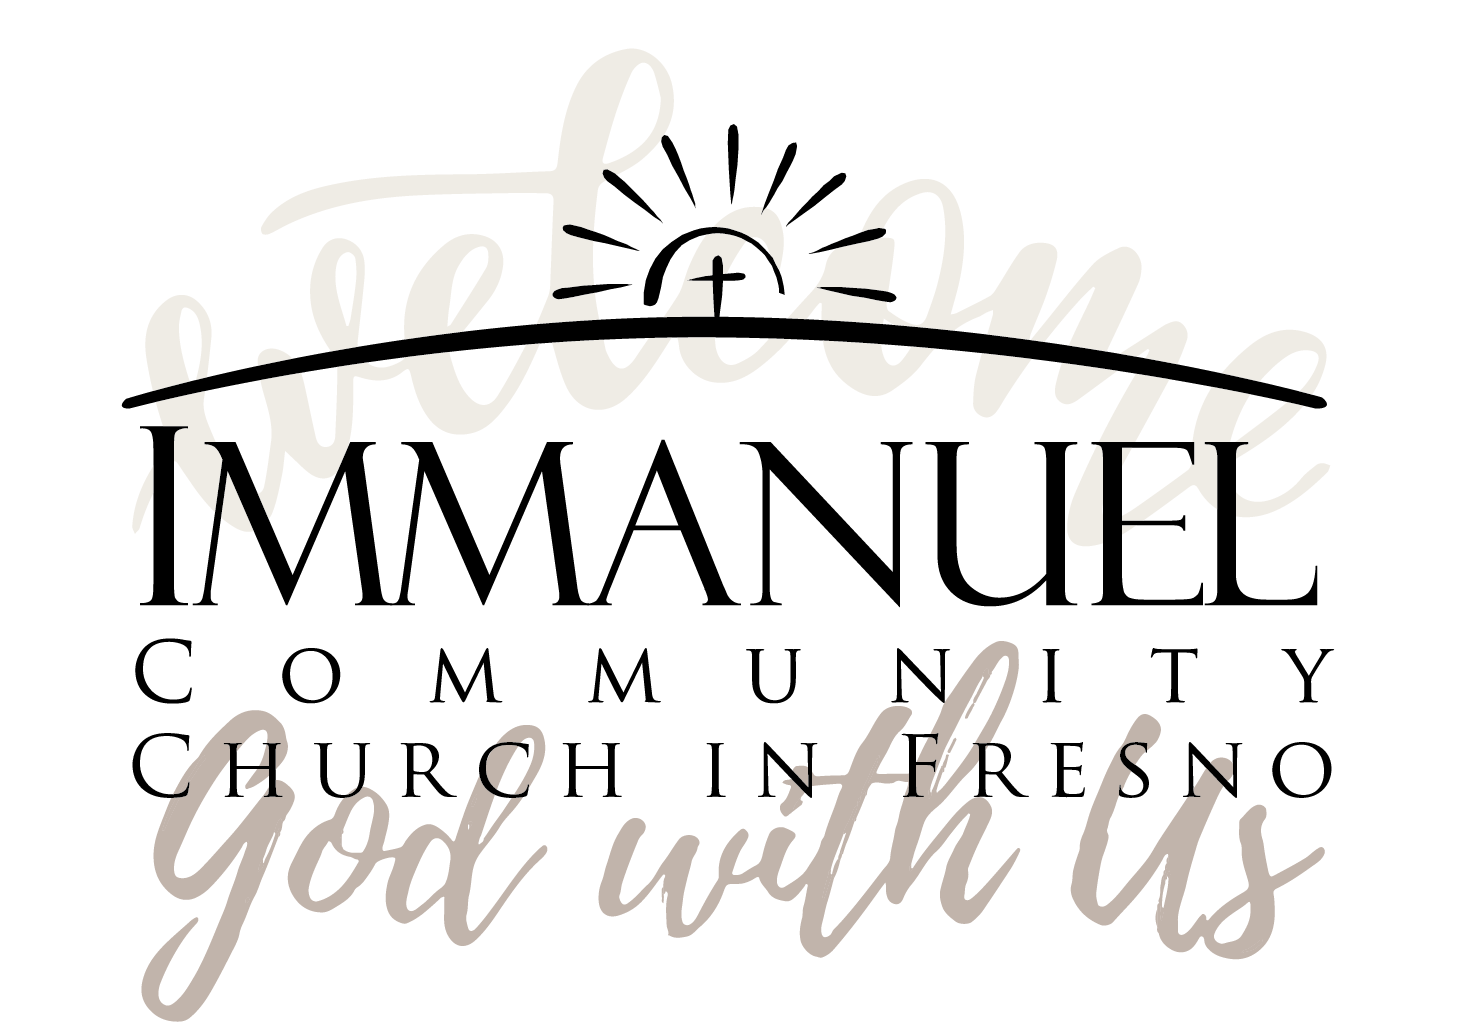 welcome
IMMANUEL
COMMUNITY
CHURCH IN FRESNO
God with Us